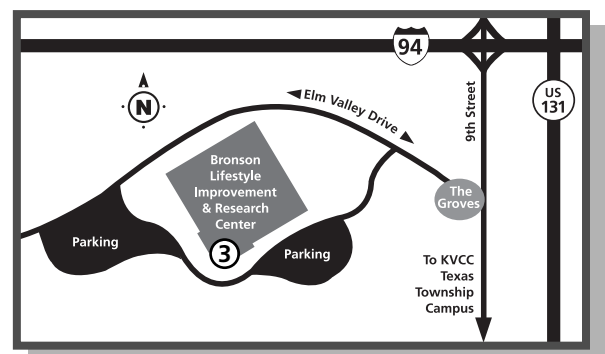 94
N
Elm Valley Drive
9th Street
US
131
Bronson
Lifestyle
Improvement
& Research
Center
3
The
Groves
Parking
Parking
To KVCC
Texas
Township
Campus